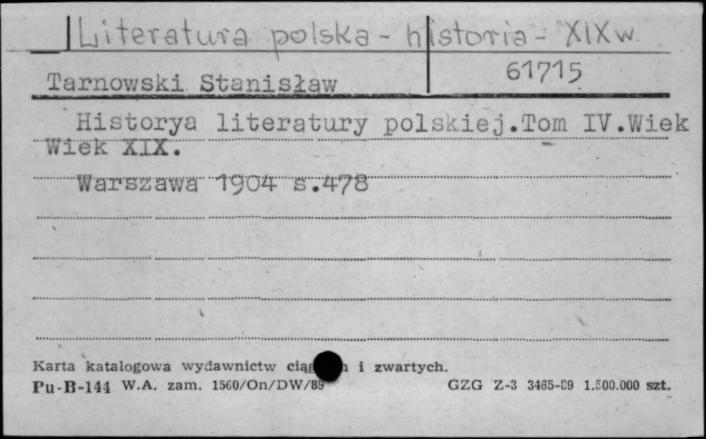 Literatura polska - historia - XIX w
Tarnowski Stanisław
61715
Historya literatury polskiej.Tom IV.Wiek
Wiek XIX.
Warszawa 1904 s.478
Karta katalogowa wydawnictw i zwartych.
Pu-B-144 W.A. zam. 1560/On/DW/89 GZG Z-3 3465-89 1.500.000 szt.